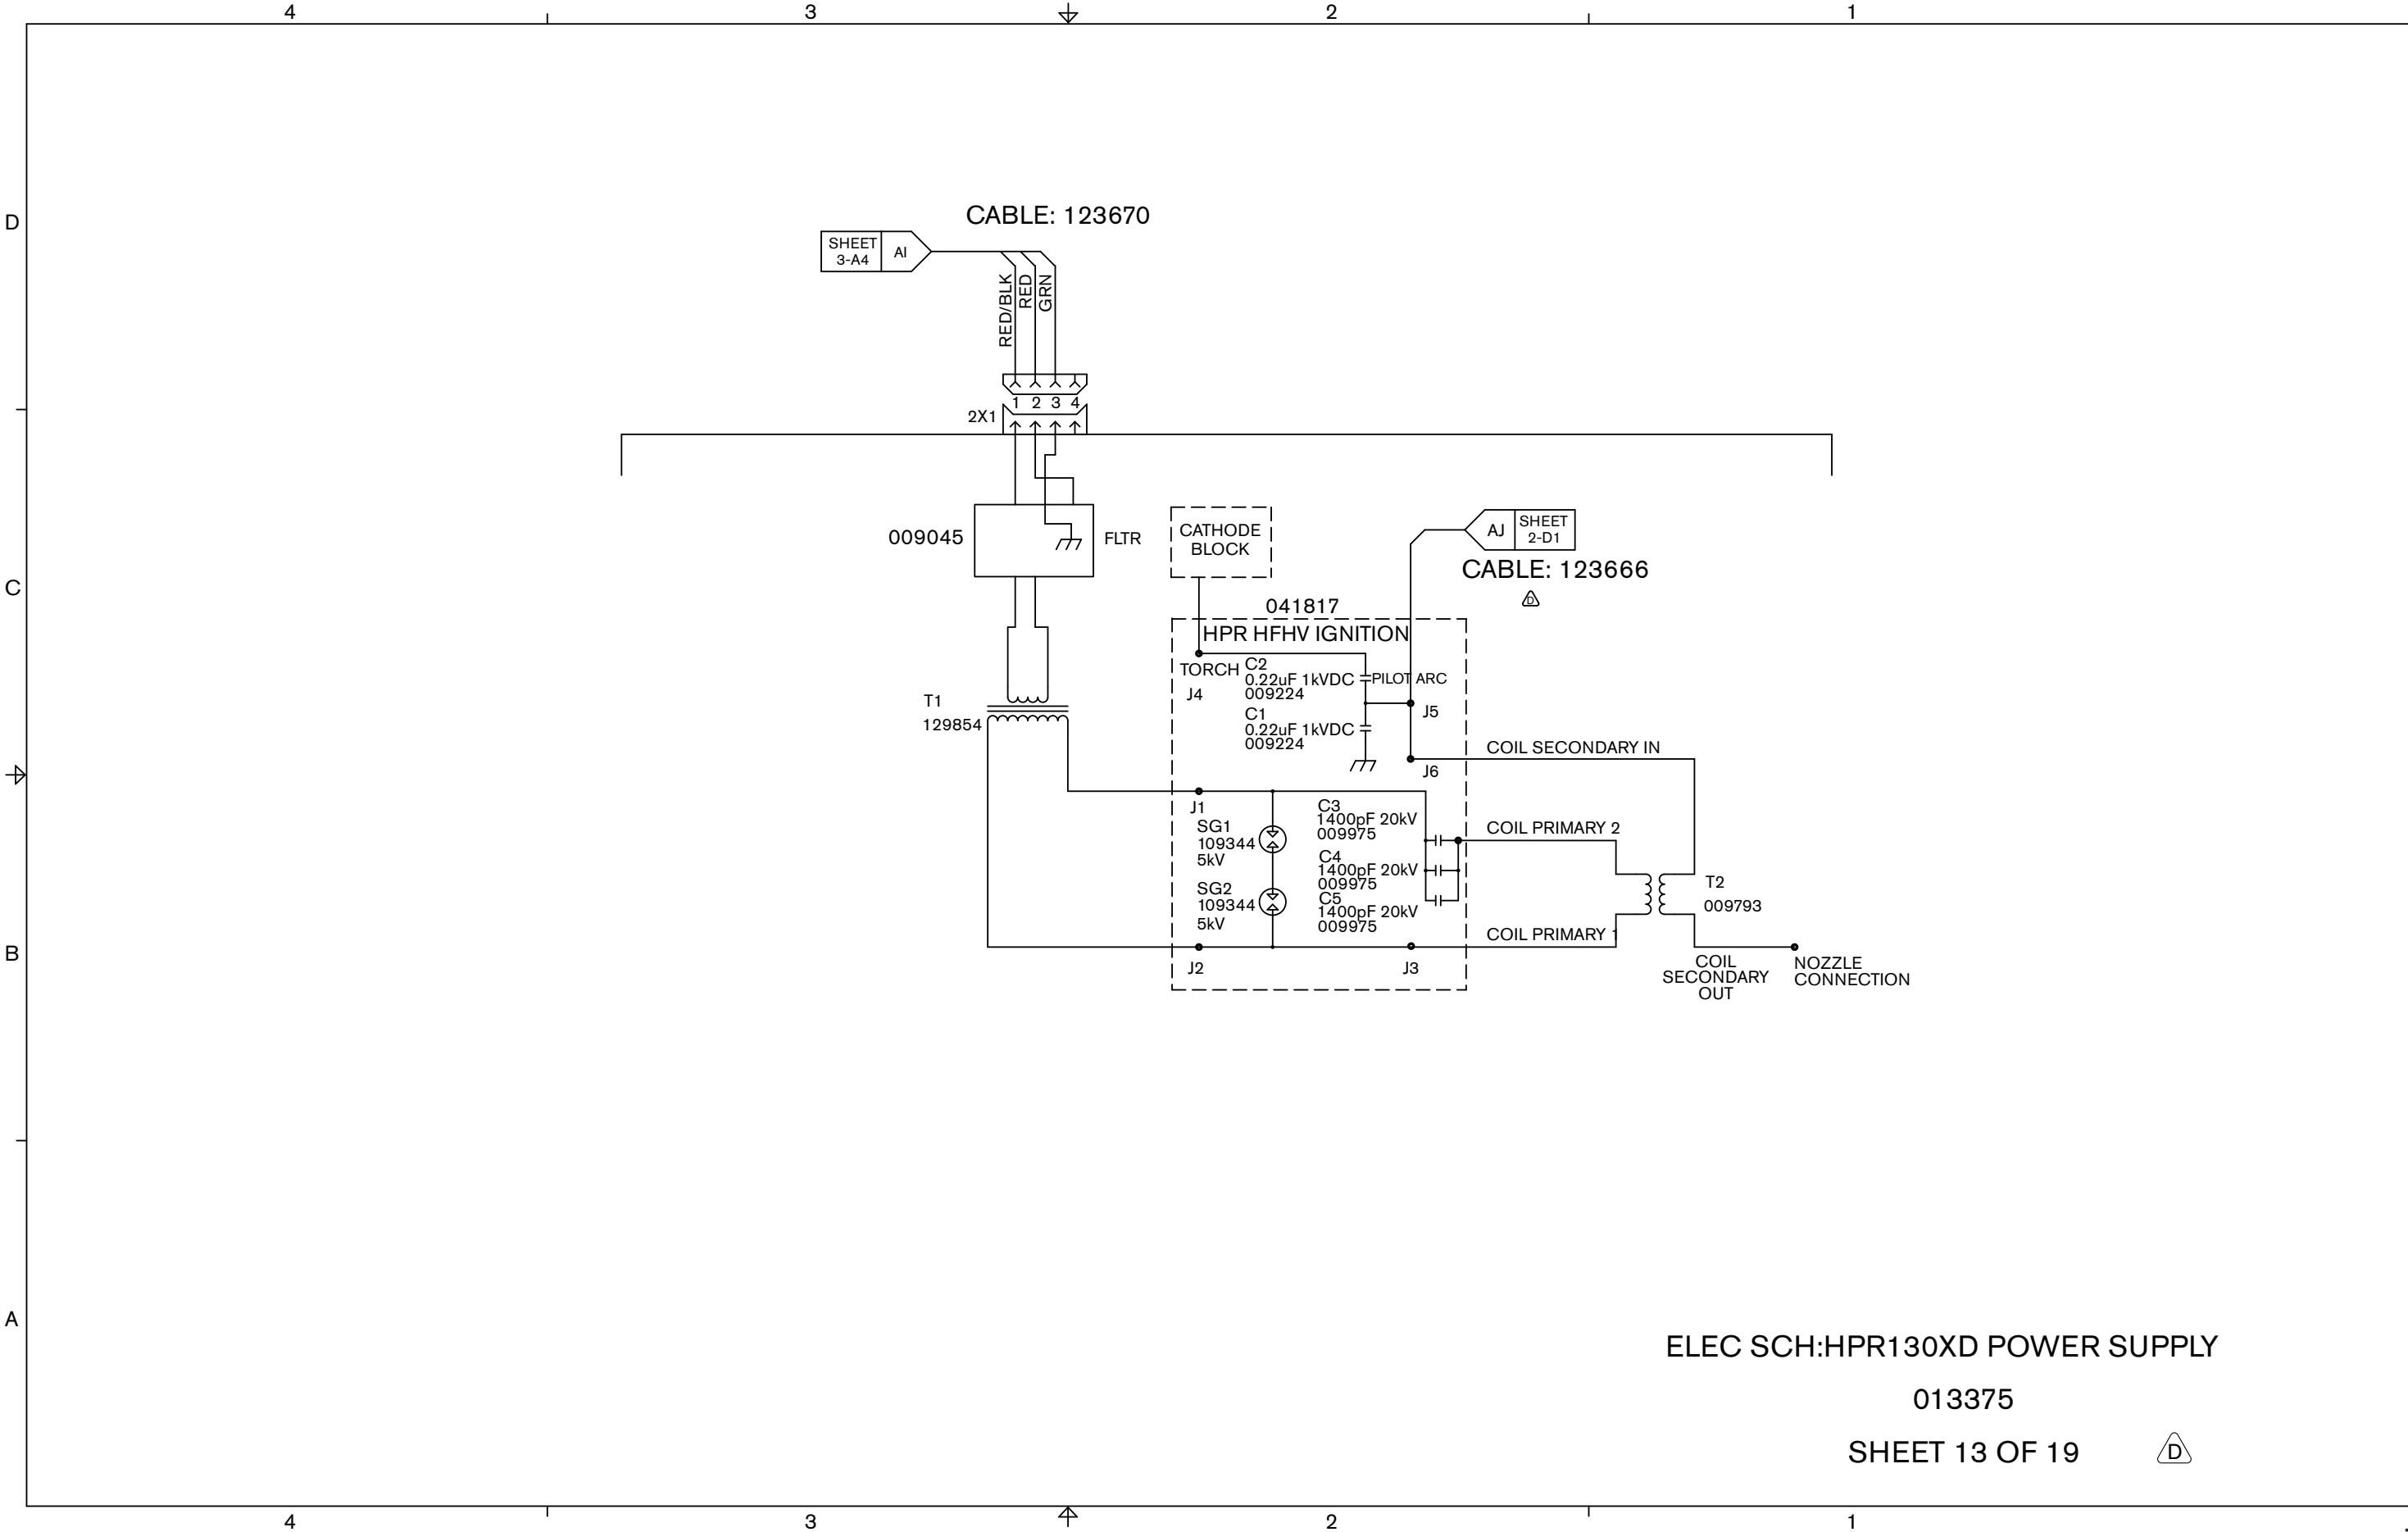 4 3 2 1
D
CABLE: 123670
SHEET
3-A4
AI
RED/BLK
RED
GRN
1 2 3 4
2X1
009045
FLTR
CATHODE
BLOCK
AJ
SHEET
2-D1
CABLE: 123666
D
C
041817
HPR HFHV IGNITION
TORCH
J4
C2
0.22uF 1kVDC
009224
PILOT ARC
C1
0.22uF 1kVDC
009224
J5
T1
129854
COIL SECONDARY IN
J6
J1
SG1
109344
5kV
C3
1400pF 20kV
009975
COIL PRIMARY 2
C4
1400pF 20kV
009975
SG2
109344
5kV
C5
1400pF 20kV
009975
T2
009793
COIL PRIMARY 1
B
J2
J3
COIL
SECONDARY
OUT
NOZZLE
CONNECTION
A
ELEC SCH:HPR130XD POWER SUPPLY
013375
SHEET 13 OF 19
D
4 3 2 1